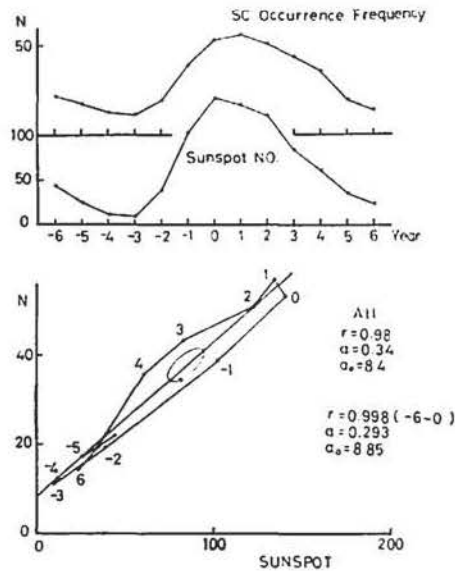 SC Occurrence Frequency
N
50
100
Sunspot NO.
50
0
-6 -5 -4 -3 -2 -1 0 1 2 3 4 5 6 Year
N
40
20
0
0 100 200
SUNSPOT
1
0
2
3
4
-1
-5
-4
-2
6
-3
All
r=0.98
a=0.34
a₀=8.4
r=0.998(-6~0)
a=0.293
a₀=8.85